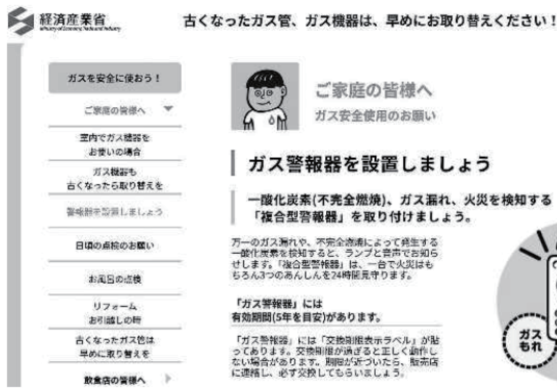 経済産業省
Ministry of Economy, Trade and Industry
古くなったガス管、ガス機器は、早めにお取り替えください!
ガスを安全に使おう!
ご家庭の皆様へ
室内でガス機器を
お使いの場合
ガス機器も
古くなったら取り替えを
警報器を設置しましょう
日頃の点検のお願い
お風呂の点検
リフォーム
お引越しの時
古くなったガス管は
早めに取り替えを
飲食店の皆様へ
ご家庭の皆様へ
ガス安全使用のお願い
ガス警報器を設置しましょう
一酸化炭素(不完全燃焼)、ガス漏れ、火災を検知する
「複合型警報器」を取り付けましょう。
万一のガス漏れや、不完全燃焼によって発生する
一酸化炭素を検知すると、ランプと音声でお知ら
せします。「複合型警報器」は、一台で火災はも
ちろん3つのあんしんを24時間見守ります。
「ガス警報器」には
有効期間(5年を目安)があります。
「ガス警報器」には「交換期限表示ラベル」が貼
ってあります。交換期限が過ぎると正しく動作し
ない場合があります。期限が近づいたら、販売店
に連絡し、必ず交換してもらいましょう。
ガス
もれ